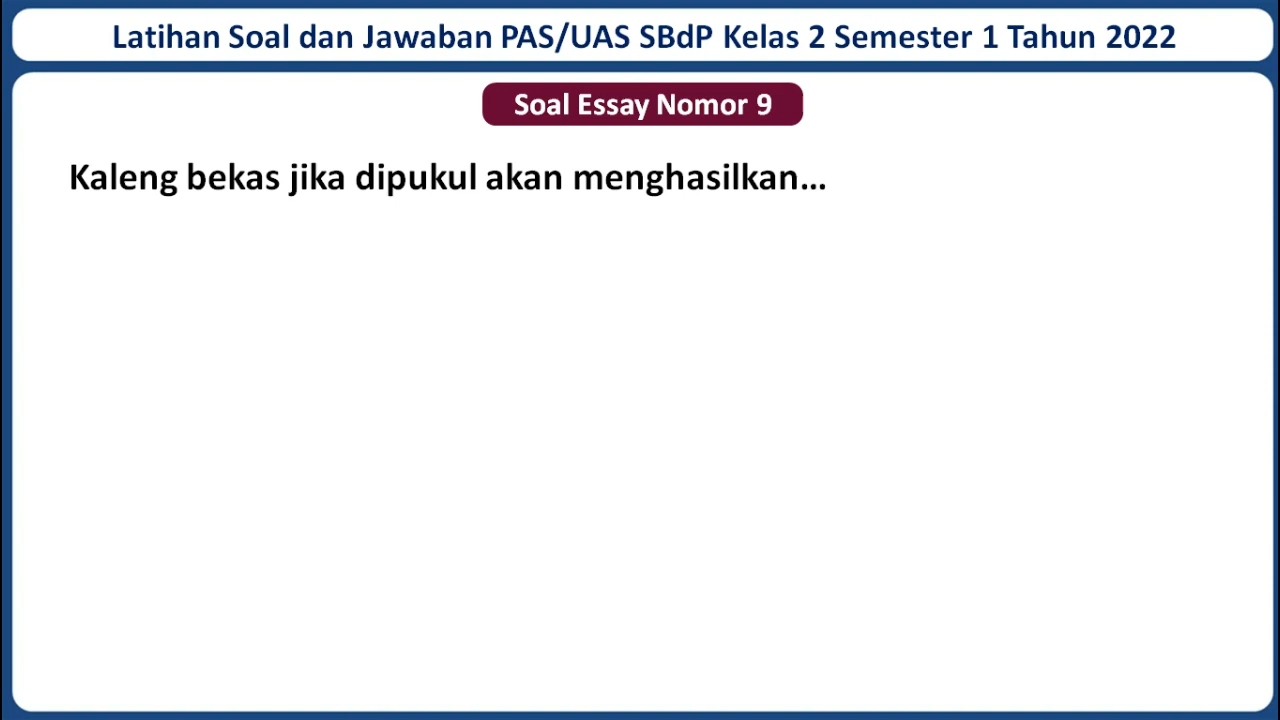 Latihan Soal dan Jawaban PAS/UAS SBdP Kelas 2 Semester 1 Tahun 2022
Soal Essay Nomor 9
Kaleng bekas jika dipukul akan menghasilkan...